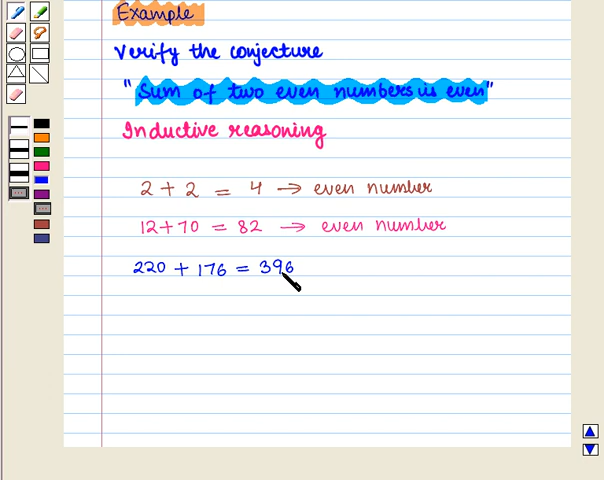 Example
Verify the conjecture
"Sum of two even numbers is even"
Inductive reasoning
2 + 2 = 4 → even number
12 + 70 = 82 → even number
220 + 176 = 396